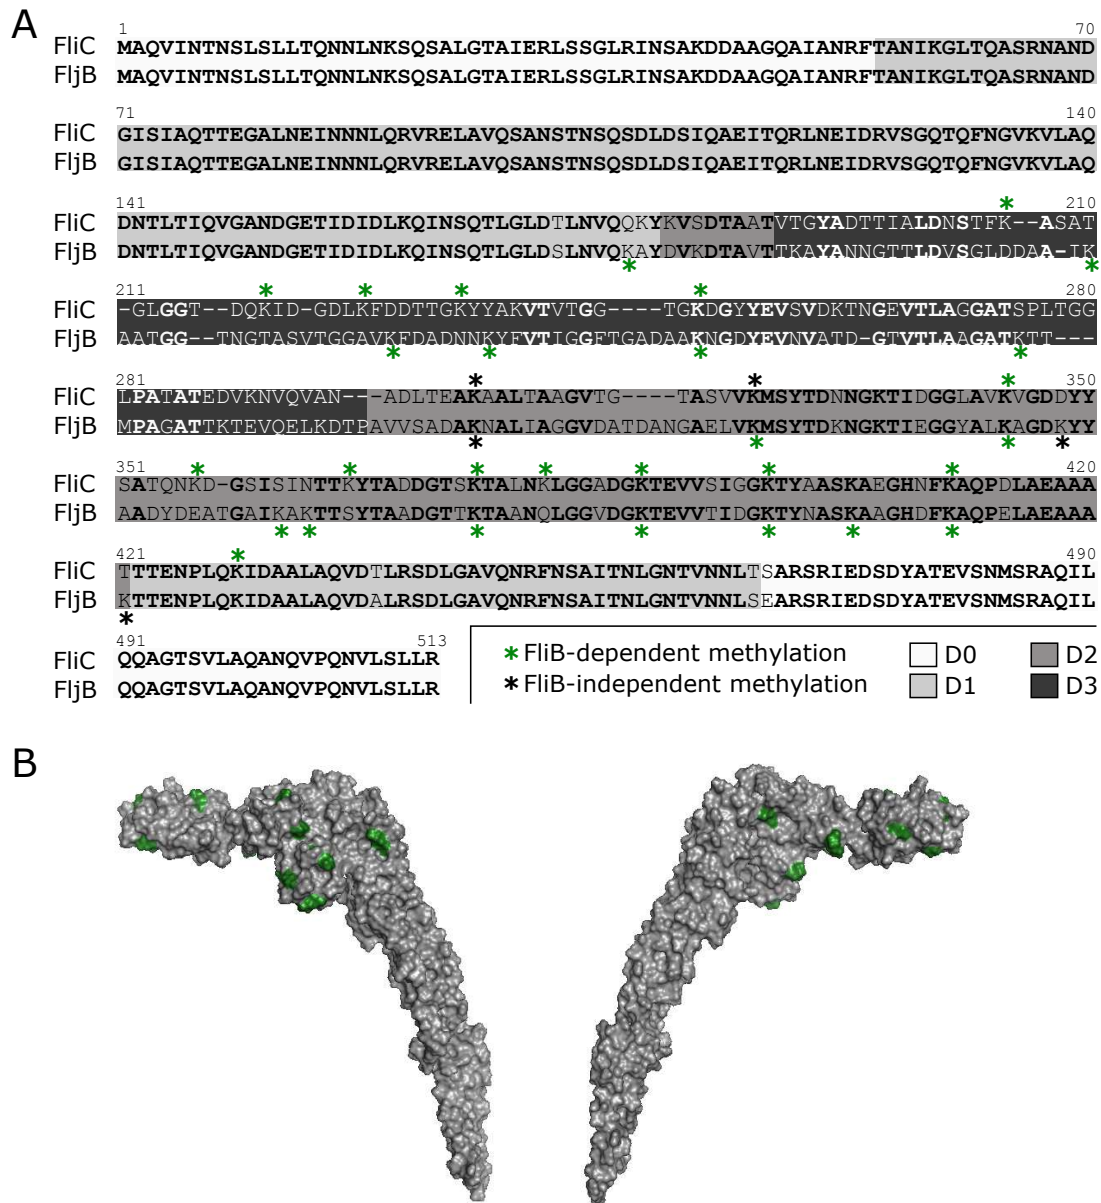 A
1 70
FliC MAQVINTNSLSLLTQNNLNKSQSALGTAIERLSSGLRINSAKDDAAGQAIANRFTANIKGLTQASRNAND
FljB MAQVINTNSLSLLTQNNLNKSQSALGTAIERLSSGLRINSAKDDAAGQAIANRFTANIKGLTQASRNAND
71 140
FliC GISIAQTTEGALNEINNNLQRVRELAVQSANSTNSQSDLDSIQAEITQRLNEIDRVSGQTQFNGVKVLAQ
FljB GISIAQTTEGALNEINNNLQRVRELAVQSANSTNSQSDLDSIQAEITQRLNEIDRVSGQTQFNGVKVLAQ
141 210
FliC DNTLTIQVGANDGETIDIDLKQINSQTLGLDTLNVQQKYKVSDTAATVTGYADTTIALDNSTFK--ASAT
FljB DNTLTIQVGANDGETIDIDLKQINSQTLGLDSLNVQKAYDVKDTAVTTKAYANNGTTLDVSGLDDAA-IK
211 280
FliC -GLGGT--DQKID-GDLKFDDTTGKYYAKVTVTGG----TGKDGYYEVSVDKTNGEVTLAGGATSPLTGG
FljB AATGG--TNGTASVTGGAVKFDADNNKYFVTIGGFTGADAAKNGDYEVNVATD-GTVTLAAGATKTT---
281 350
FliC LPATATEDVKNVQVAN---ADLTEAKAALTAAGVTG----TASVVKMSYTDNNGKTIDGGLAVKVGDDYY
FljB MPAGATTKTEVQELKDTPAVVSADAKNALIAGGVDATDANGAELVKMSYTDKNGKTIEGGYALKAGDKYY
351 420
FliC SATQNKD-GSISINTTKYTADDGTSKTALNKLGGADGKTEVVSIGGKTYAASKAEGHNFKAQPDLAEAAA
FljB AADYDEATGAIKAKTTSYTAADGTTKTAANQLGGVDGKTEVVTIDGKTYNASKAAGHDFKAQPELAEAAA
421 490
FliC TTTENPLQKIDAALAQVDTLRSDLGAVQNRFNSAITNLGNTVNNLTSARSRIEDSDYATEVSNMSRAQIL
FljB KTTENPLQKIDAALAQVDALRSDLGAVQNRFNSAITNLGNTVNNLSEARSRIEDSDYATEVSNMSRAQIL
491 513
FliC QQAGTSVLAQANQVPQNVLSLLR
FljB QQAGTSVLAQANQVPQNVLSLLR
* FliB-dependent methylation
* FliB-independent methylation
D0 D2
D1 D3
B